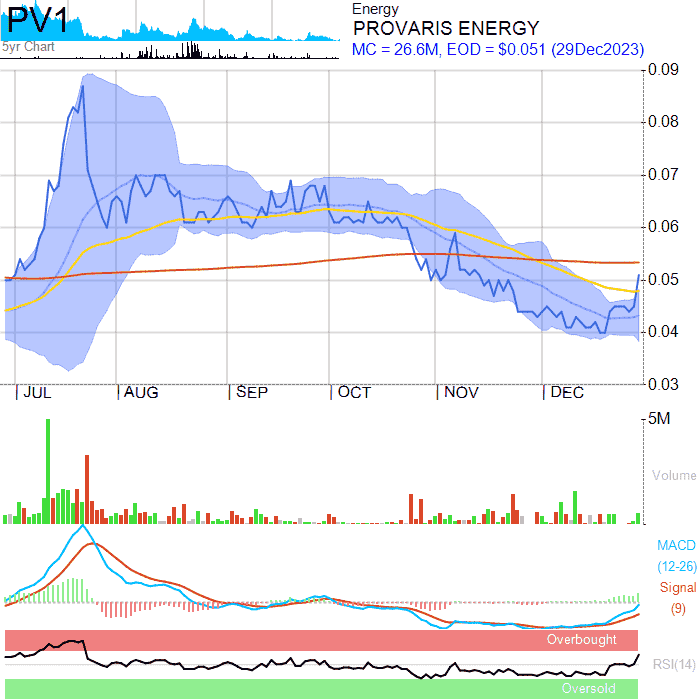 PV1
5yr Chart
Energy
PROVARIS ENERGY
MC = 26.6M, EOD = $0.051 (29Dec2023)
0.09
0.08
0.07
0.06
0.05
0.04
0.03
JUL AUG SEP OCT NOV DEC
5M
Volume
MACD
(12-26)
Signal
(9)
Overbought
RSI(14)
Oversold